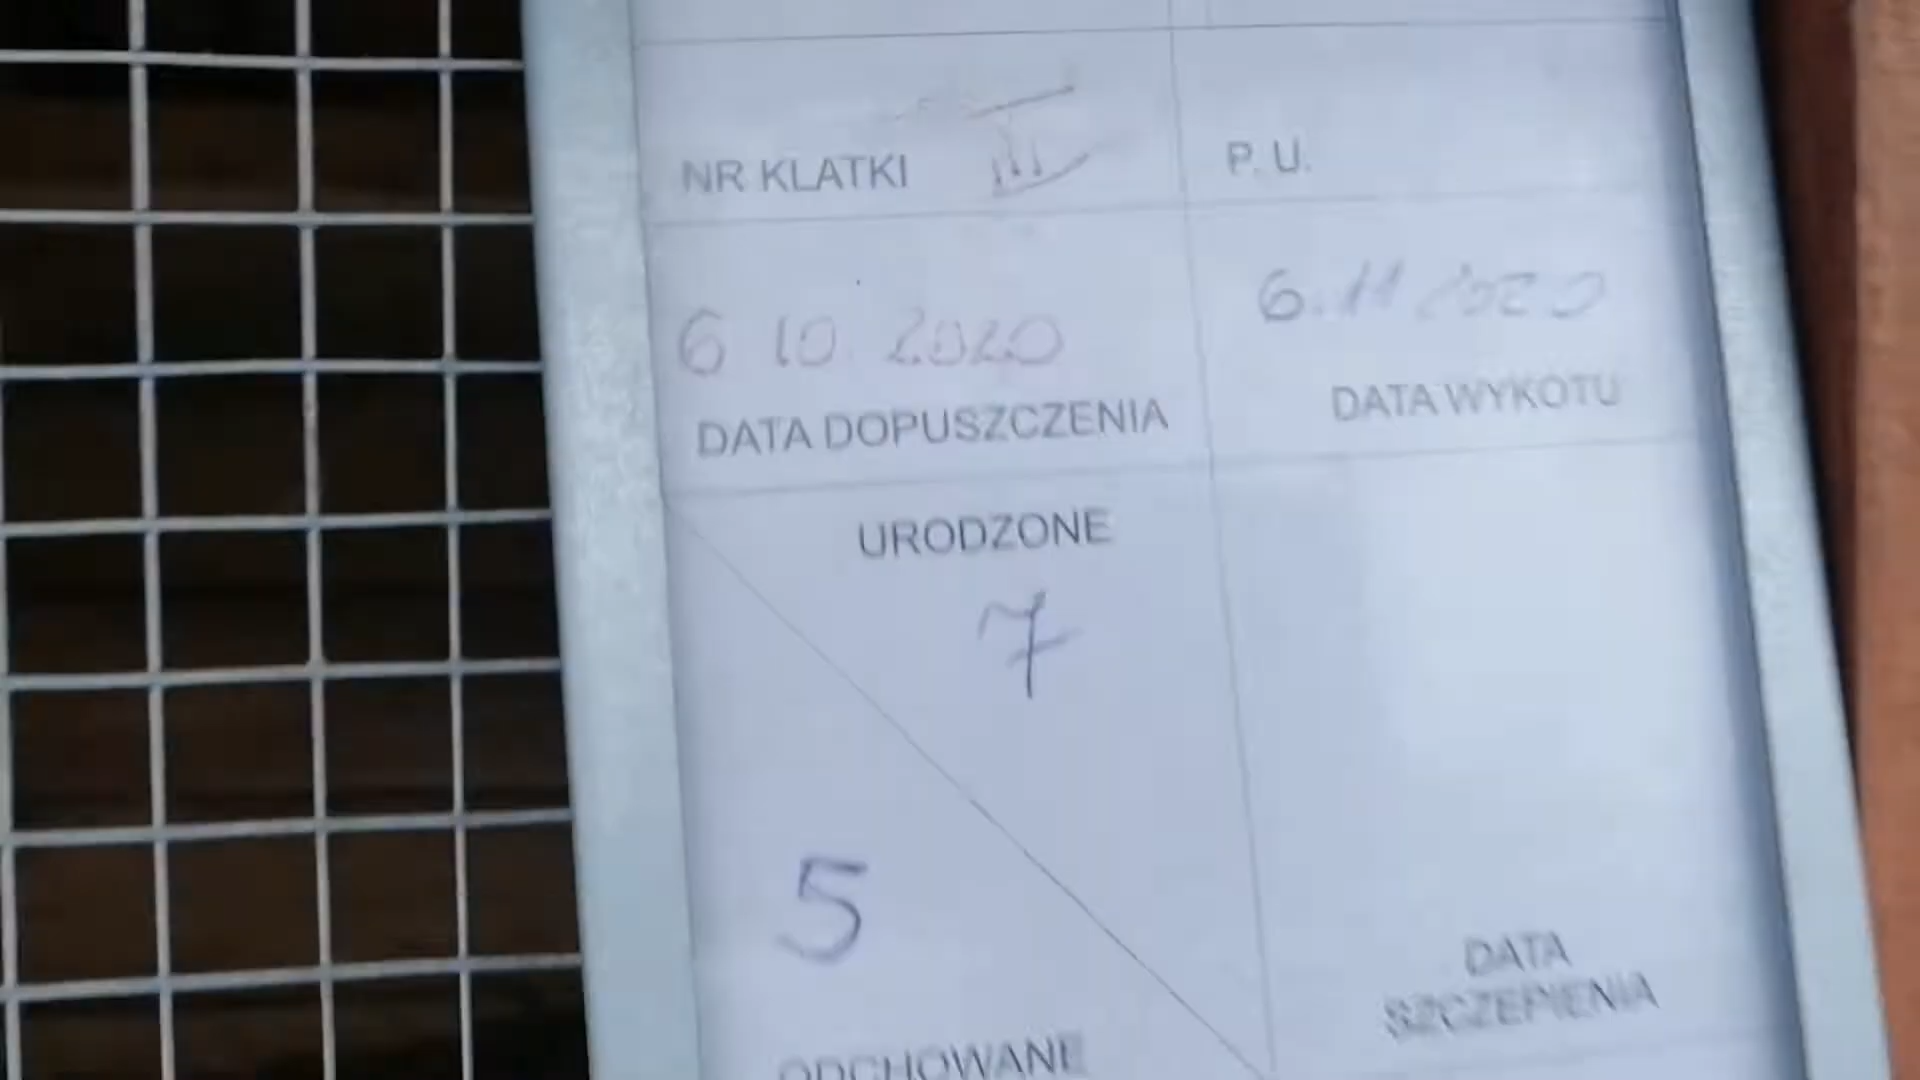 NR KLATKI III
P. U.
6 10 2020
6.11 2020
DATA DOPUSZCZENIA
DATA WYKOTU
URODZONE
7
5
ODCHOWANE
DATA
SZCZEPIENIA